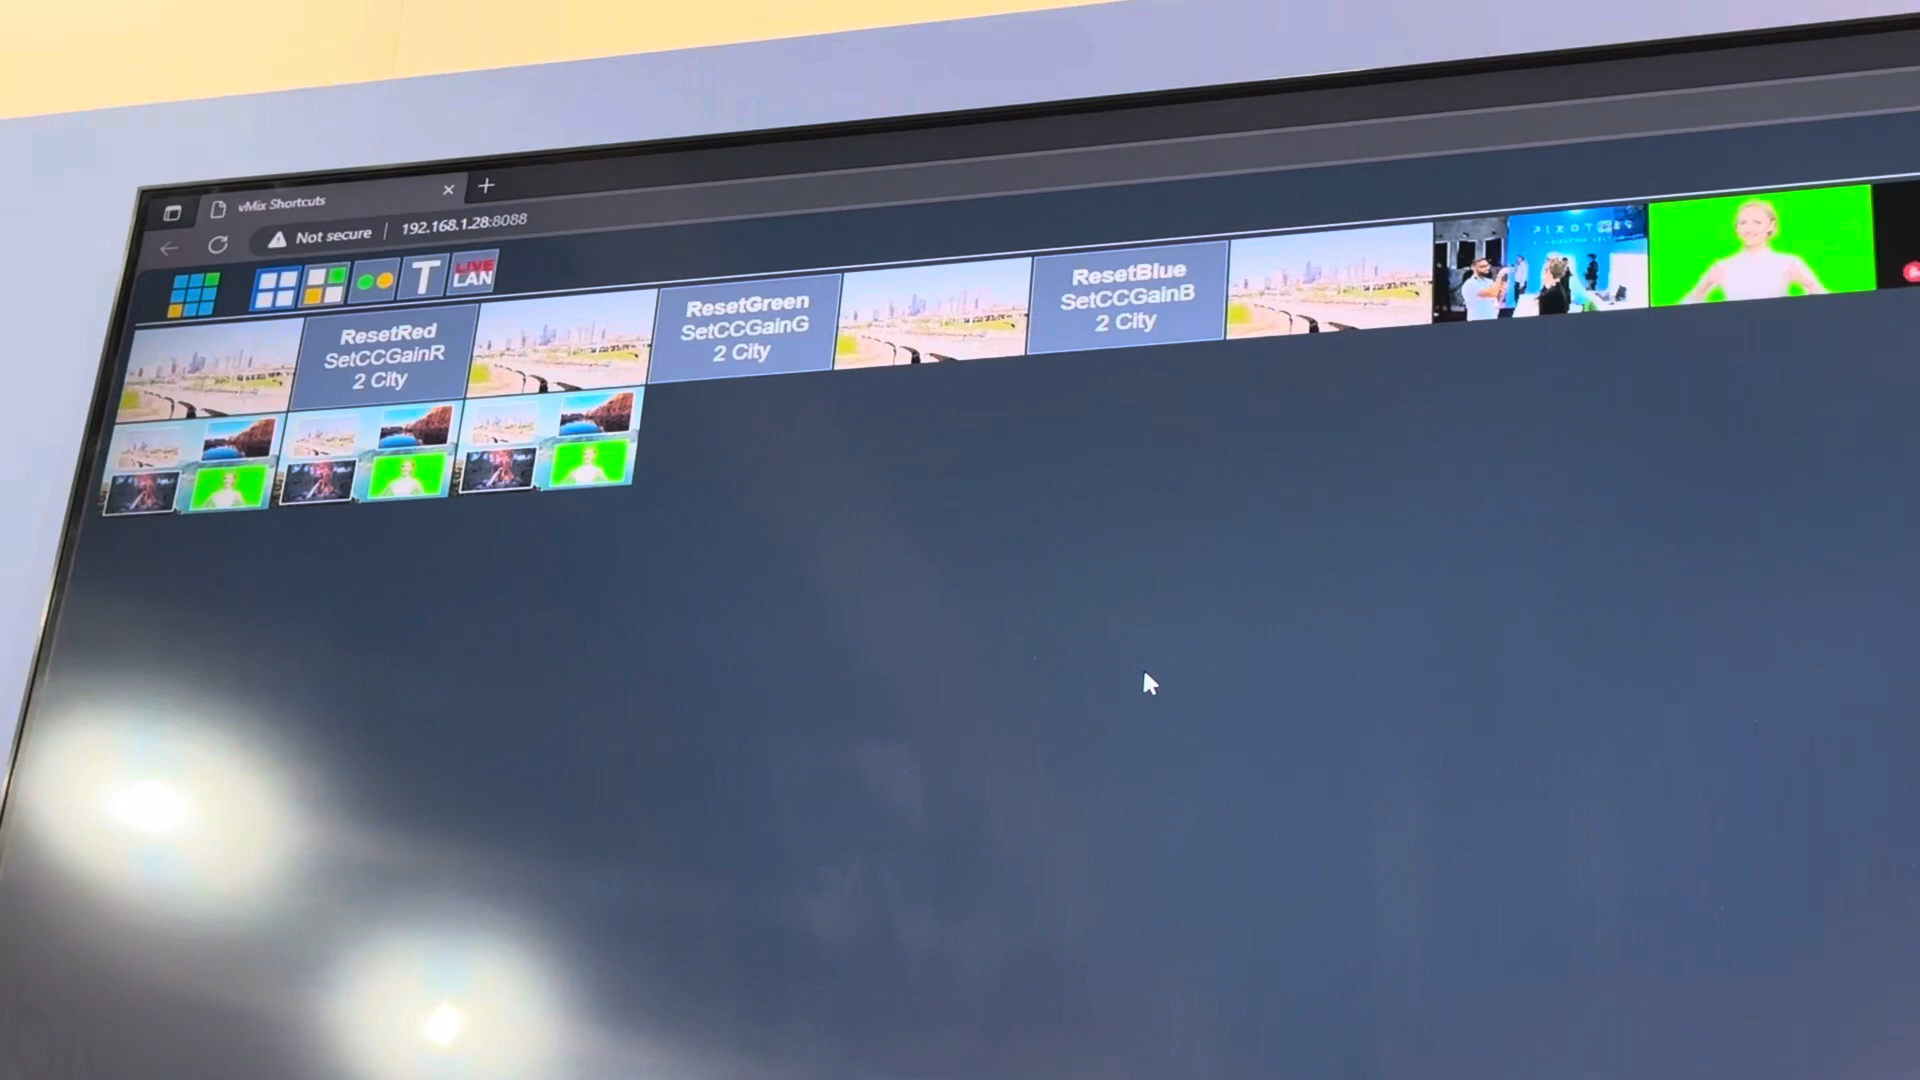 vMix Shortcuts
Not secure
192.168.1.28:8088
T
LIVE
LAN
ResetRed
SetCCGainR
2 City
ResetGreen
SetCCGainG
2 City
ResetBlue
SetCCGainB
2 City